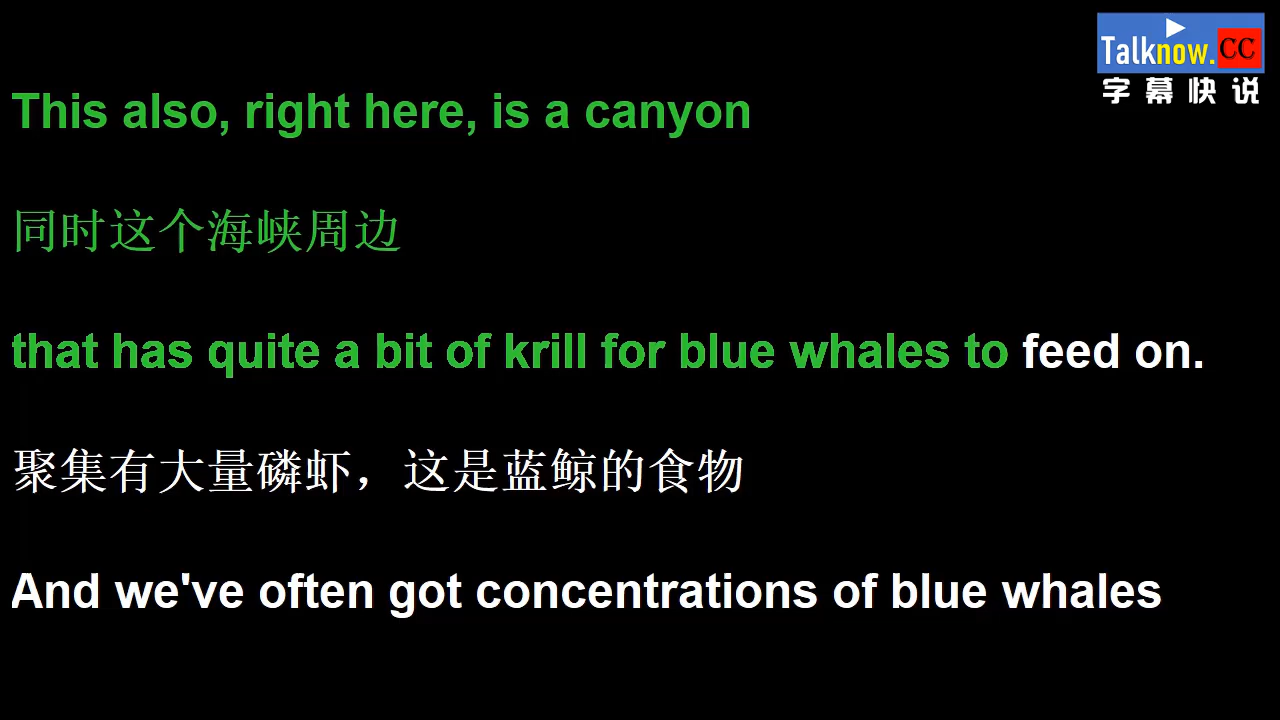 Talknow.CC
字幕快说
This also, right here, is a canyon
同时这个海峡周边
that has quite a bit of krill for blue whales to feed on.
聚集有大量磷虾，这是蓝鲸的食物
And we've often got concentrations of blue whales